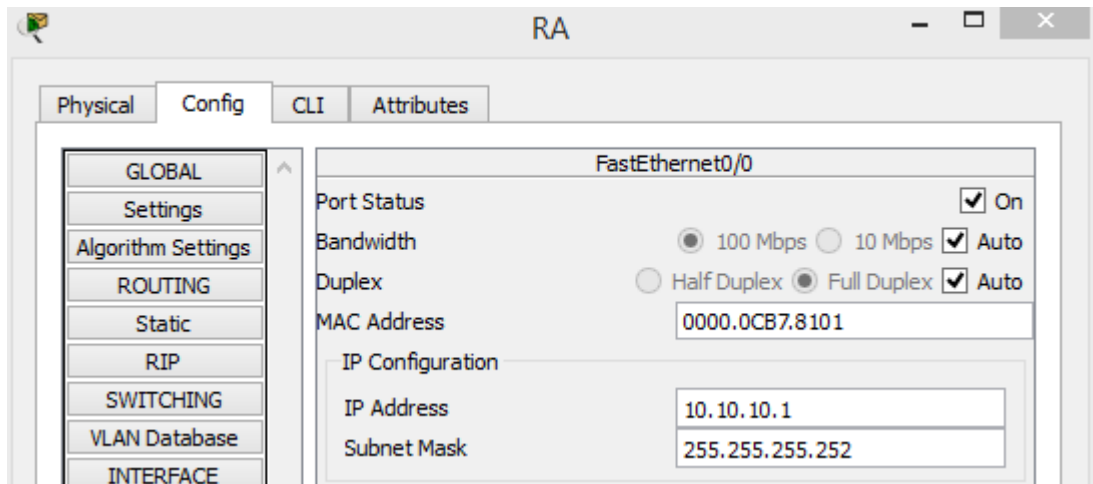 RA
Physical Config CLI Attributes
GLOBAL
Settings
Algorithm Settings
ROUTING
Static
RIP
SWITCHING
VLAN Database
INTERFACE
FastEthernet0/0
Port Status On
Bandwidth 100 Mbps 10 Mbps Auto
Duplex Half Duplex Full Duplex Auto
MAC Address 0000.0CB7.8101
IP Configuration
IP Address 10.10.10.1
Subnet Mask 255.255.255.252